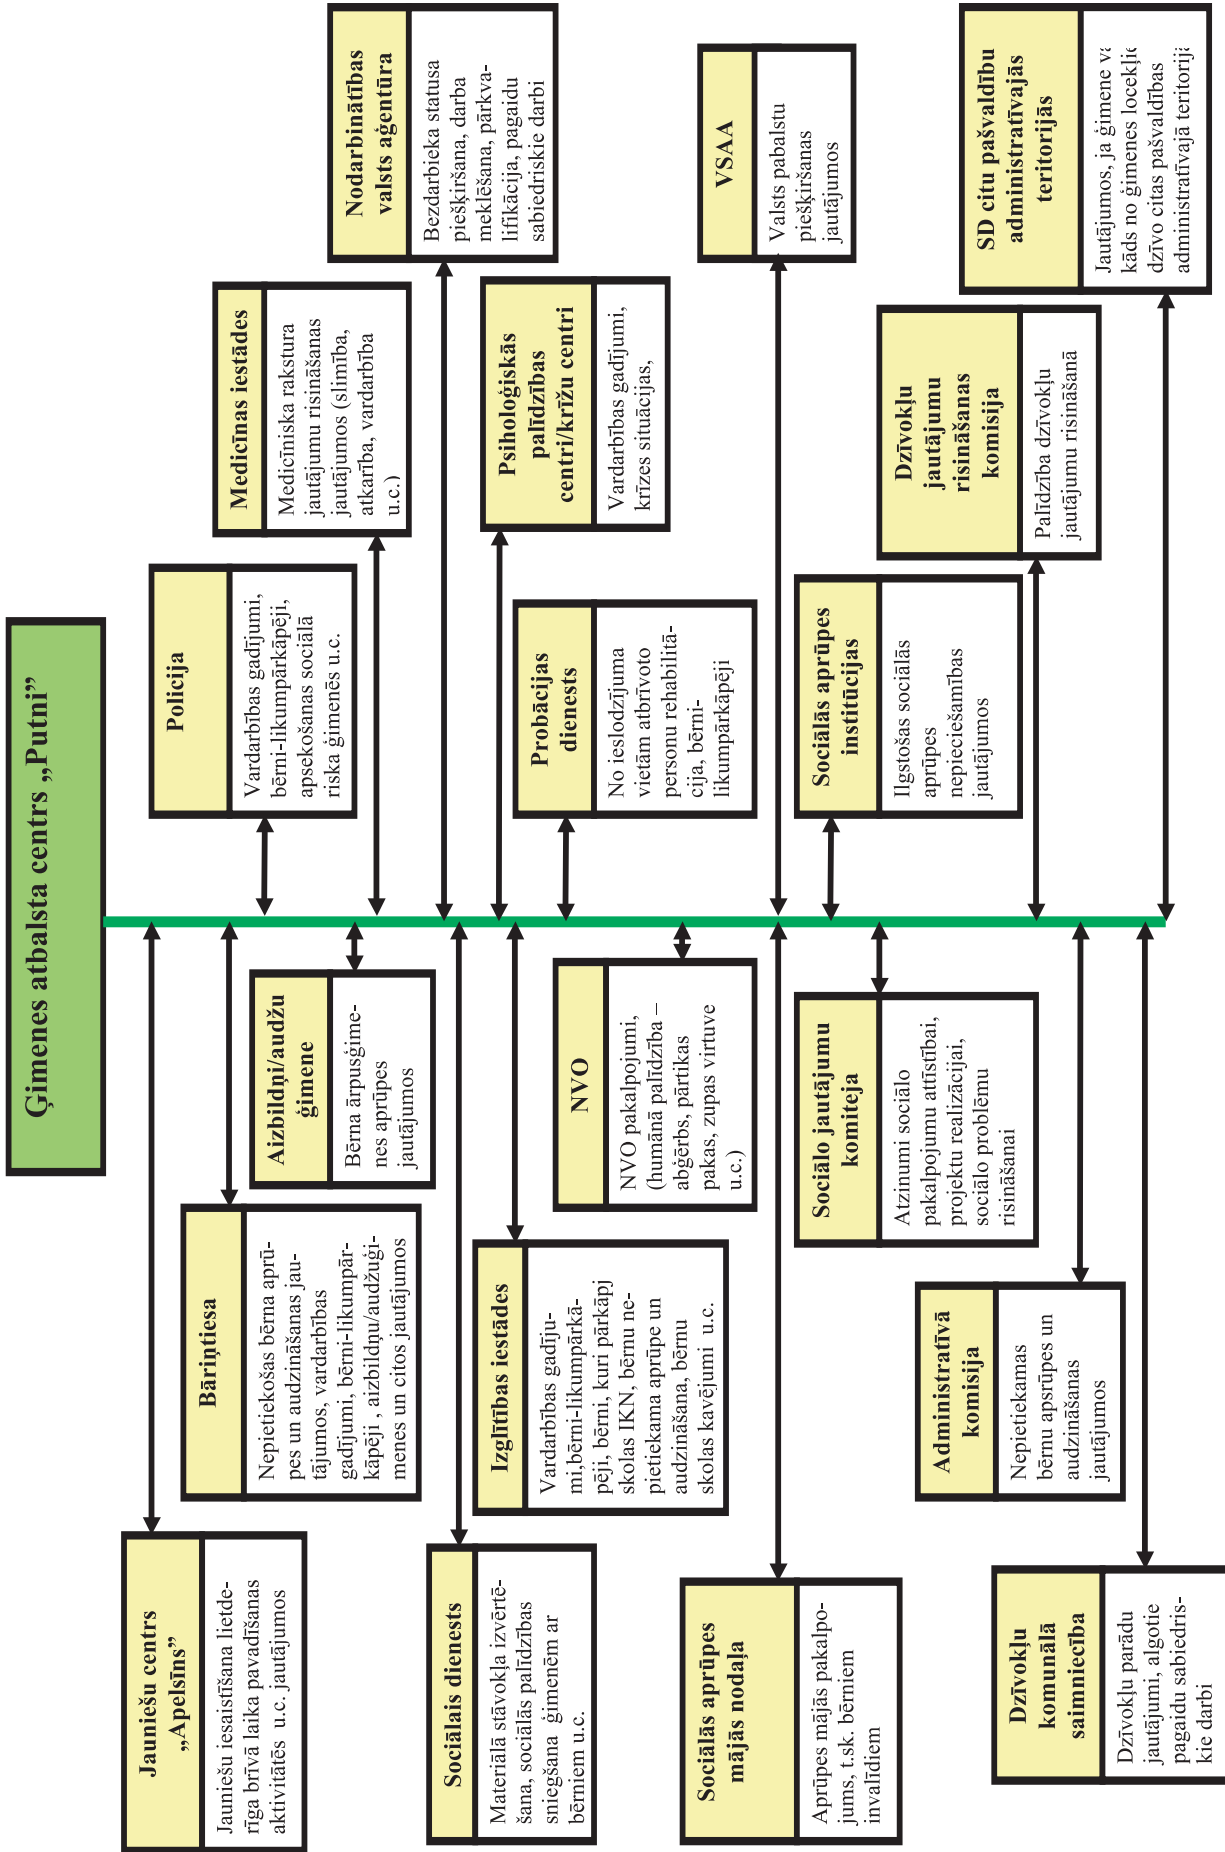 Ģimenes atbalsta centrs „Putni”
Jauniešu centrs
„Apelsīns”
Jauniešu iesaistīšana lietde-
rīga brīvā laika pavadīšanas
aktivitātēs u.c. jautājumos
Bāriņtiesa
Nepietiekošas bērna aprū-
pes un audzināšanas jau-
tājumos, vardarbības
gadījumi, bērni-likumpār-
kāpēji , aizbildņu/audžuģi-
menes un citos jautājumos
Aizbildņi/audžu
ģimene
Bērna ārpusģime-
nes aprūpes
jautājumos
Policija
Vardarbības gadījumi,
bērni-likumpārkāpēji,
apsekošanas sociālā
riska ģimenēs u.c.
Medicīnas iestādes
Medicīniska rakstura
jautājumu risināšanas
jautājumos (slimība,
atkarība, vardarbība
u.c.)
Nodarbinātības
valsts aģentūra
Bezdarbieka statusa
piešķiršana, darba
meklēšana, pārkva-
lifikācija, pagaidu
sabiedriskie darbi
Sociālais dienests
Materiālā stāvokļa izvērtē-
šana, sociālās palīdzības
sniegšana ģimenēm ar
bērniem u.c.
Izglītības iestādes
Vardarbības gadīju-
mi,bērni-likumpārkā-
pēji, bērni, kuri pārkāpj
skolas IKN, bērnu ne-
pietiekama aprūpe un
audzināšana, bērnu
skolas kavējumi u.c.
NVO
NVO pakalpojumi,
(humānā palīdzība –
abģērbs, pārtikas
pakas, zupas virtuve
u.c.)
Probācijas
dienests
No ieslodzījuma
vietām atbrīvoto
personu rehabilitā-
cija, bērni-
likumpārkāpēji
Psiholoģiskās
palīdzības
centri/krīžu centri
Vardarbības gadījumi,
krīzes situācijas,
VSAA
Valsts pabalstu
piešķiršanas
jautājumos
Sociālās aprūpes
mājās nodaļa
Aprūpes mājās pakalpo-
jums, t.sk. bērniem
invalīdiem
Sociālo jautājumu
komiteja
Atzinumi sociālo
pakalpojumu attīstībai,
projektu realizācijai,
sociālo problēmu
risināšanai
Sociālās aprūpes
institūcijas
Ilgstošas sociālās
aprūpes
nepieciešamības
jautājumos
Dzīvokļu
jautājumu
risināšanas
komisija
Palīdzība dzīvokļu
jautājumu risināšanā
SD citu pašvaldību
administratīvajās
teritorijās
Jautājumos, ja ģimene
kāds no ģimenes
dzīvo citas pašvaldības
administratīvajā
Administratīvā
komisija
Nepietiekamas
bērnu apsrūpes un
audzināšanas
jautājumos
Dzīvokļu
komunālā
saimniecība
Dzīvokļu parādu
jautājumi, algotie
pagaidu sabiedris-
kie darbi